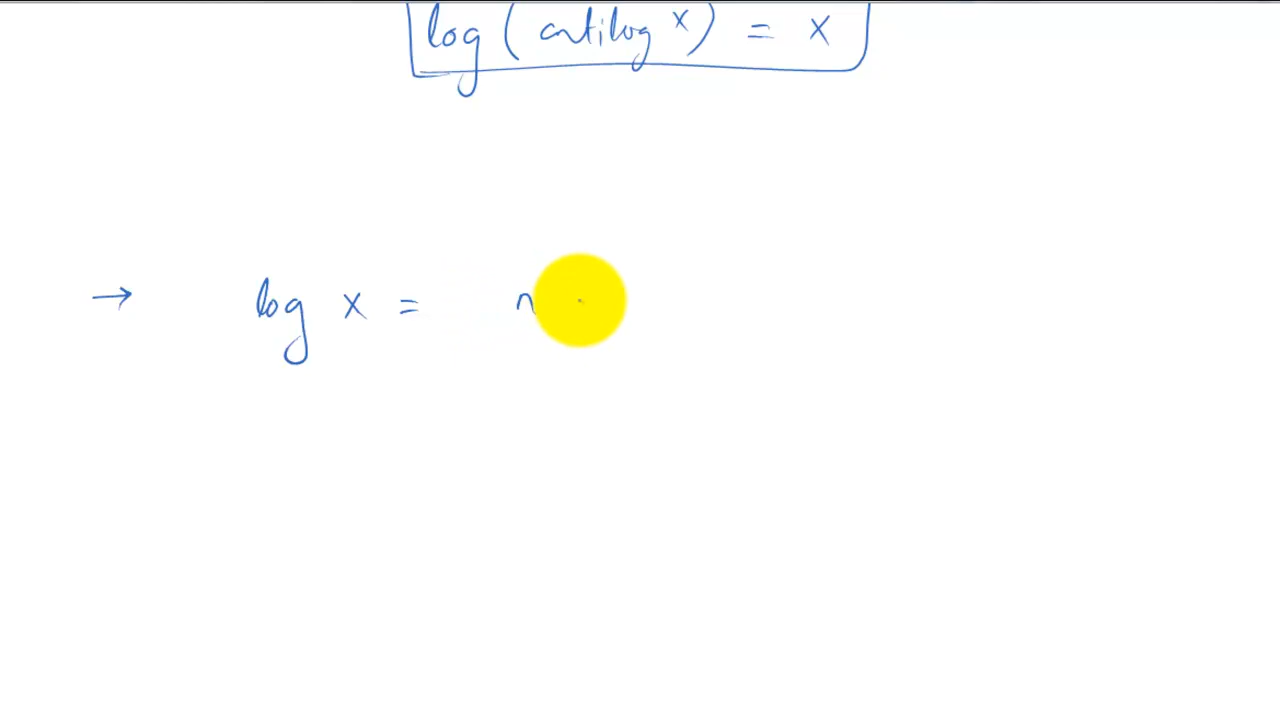 log ( antilog x ) = x
→ log x = n